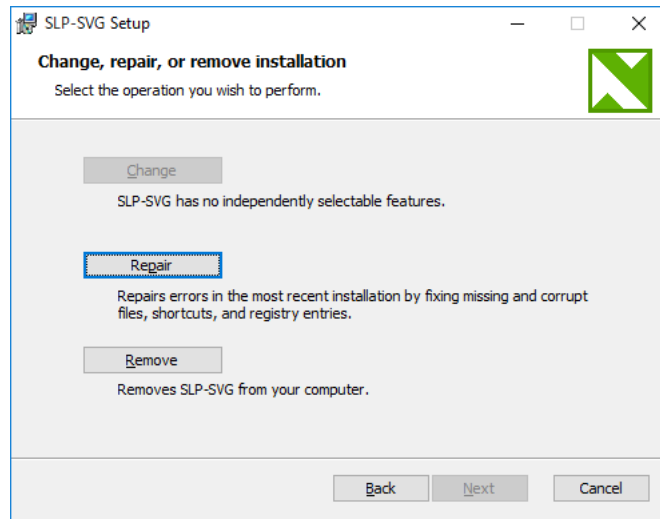 SLP-SVG Setup
Change, repair, or remove installation
Select the operation you wish to perform.
Change
SLP-SVG has no independently selectable features.
Repair
Repairs errors in the most recent installation by fixing missing and corrupt
files, shortcuts, and registry entries.
Remove
Removes SLP-SVG from your computer.
Back Next Cancel